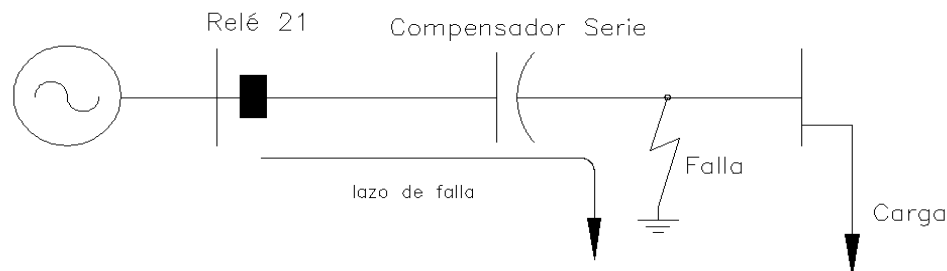 Relé 21
Compensador Serie
lazo de falla
Falla
Carga